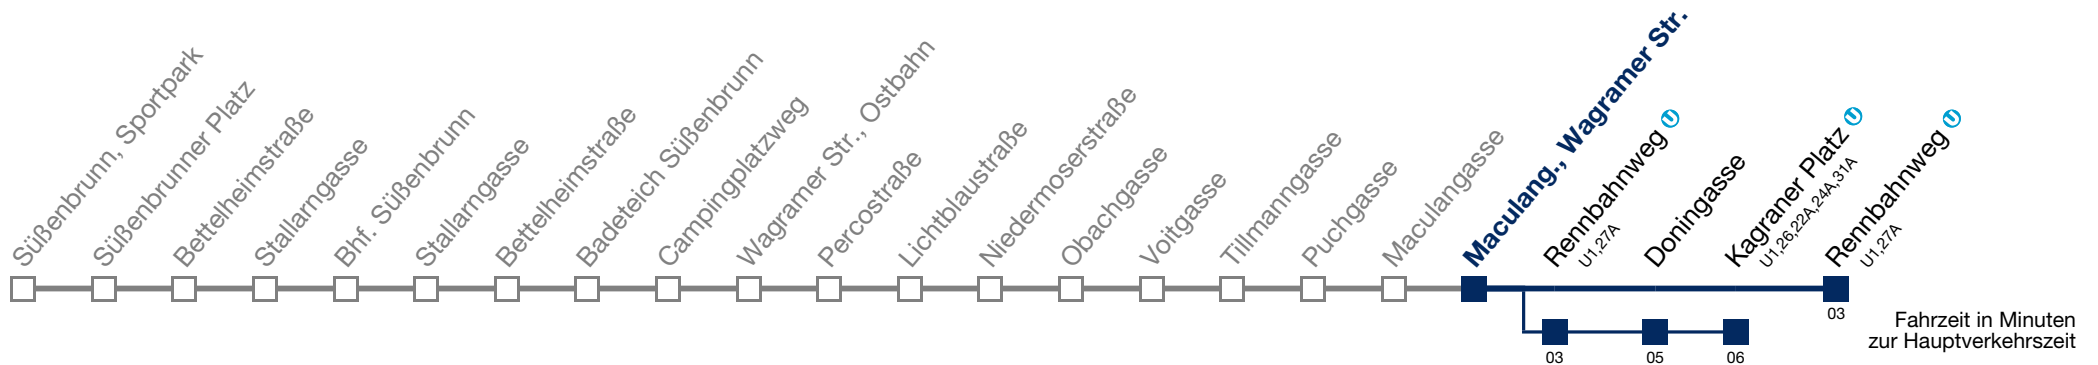 Süßenbrunn, Sportpark
Süßenbrunner Platz
Bettelheimstraße
Stallarngasse
Bhf. Süßenbrunn
Stallarngasse
Bettelheimstraße
Badeteich Süßenbrunn
Campingplatzweg
Wagramer Str., Ostbahn
Percostraße
Lichtblaustraße
Niedermoserstraße
Obachgasse
Voitgasse
Tillmanngasse
Puchgasse
Maculangasse
Maculang., Wagramer Str.
Rennbahnweg U
U1,27A
Doningasse
Kagraner Platz U
U1,26,22A,24A,31A
Rennbahnweg U
U1,27A
03
03
05
06
Fahrzeit in Minuten
zur Hauptverkehrszeit